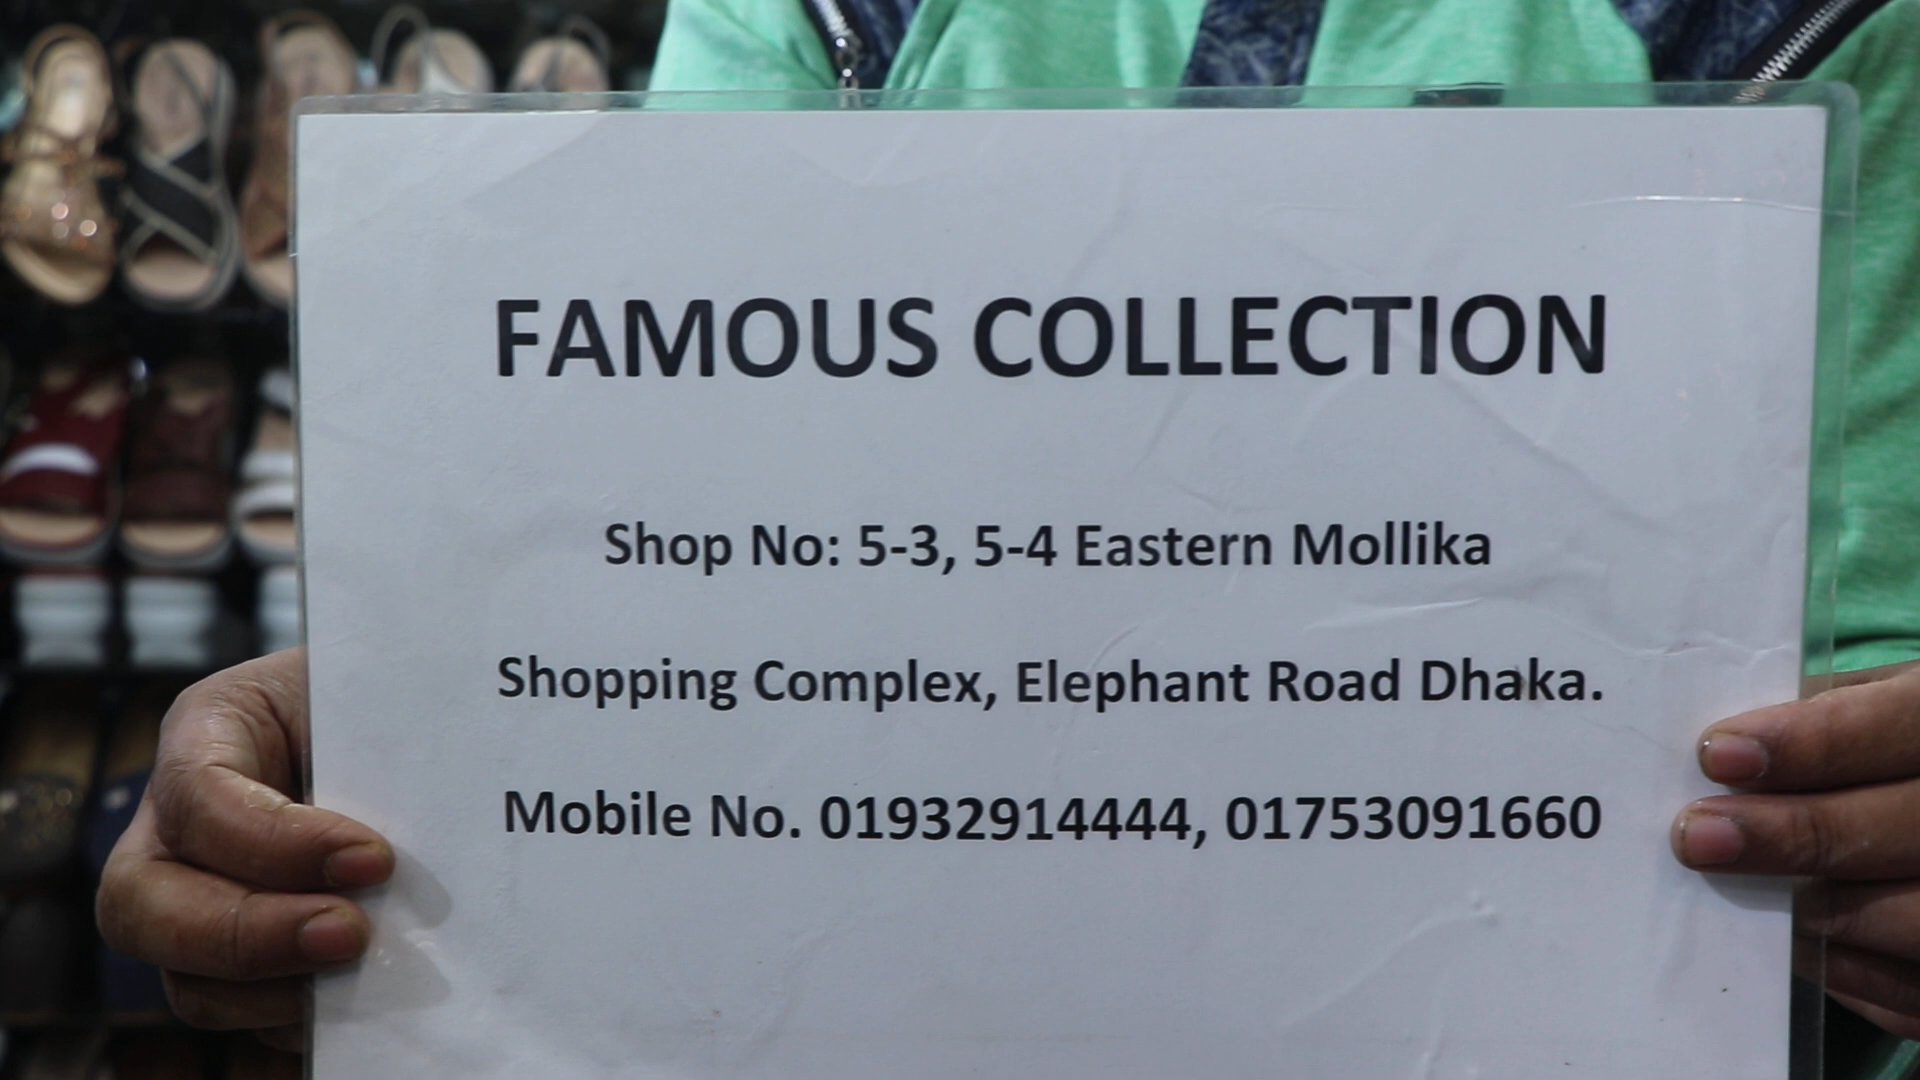 FAMOUS COLLECTION
Shop No: 5-3, 5-4 Eastern Mollika
Shopping Complex, Elephant Road Dhaka.
Mobile No. 01932914444, 01753091660